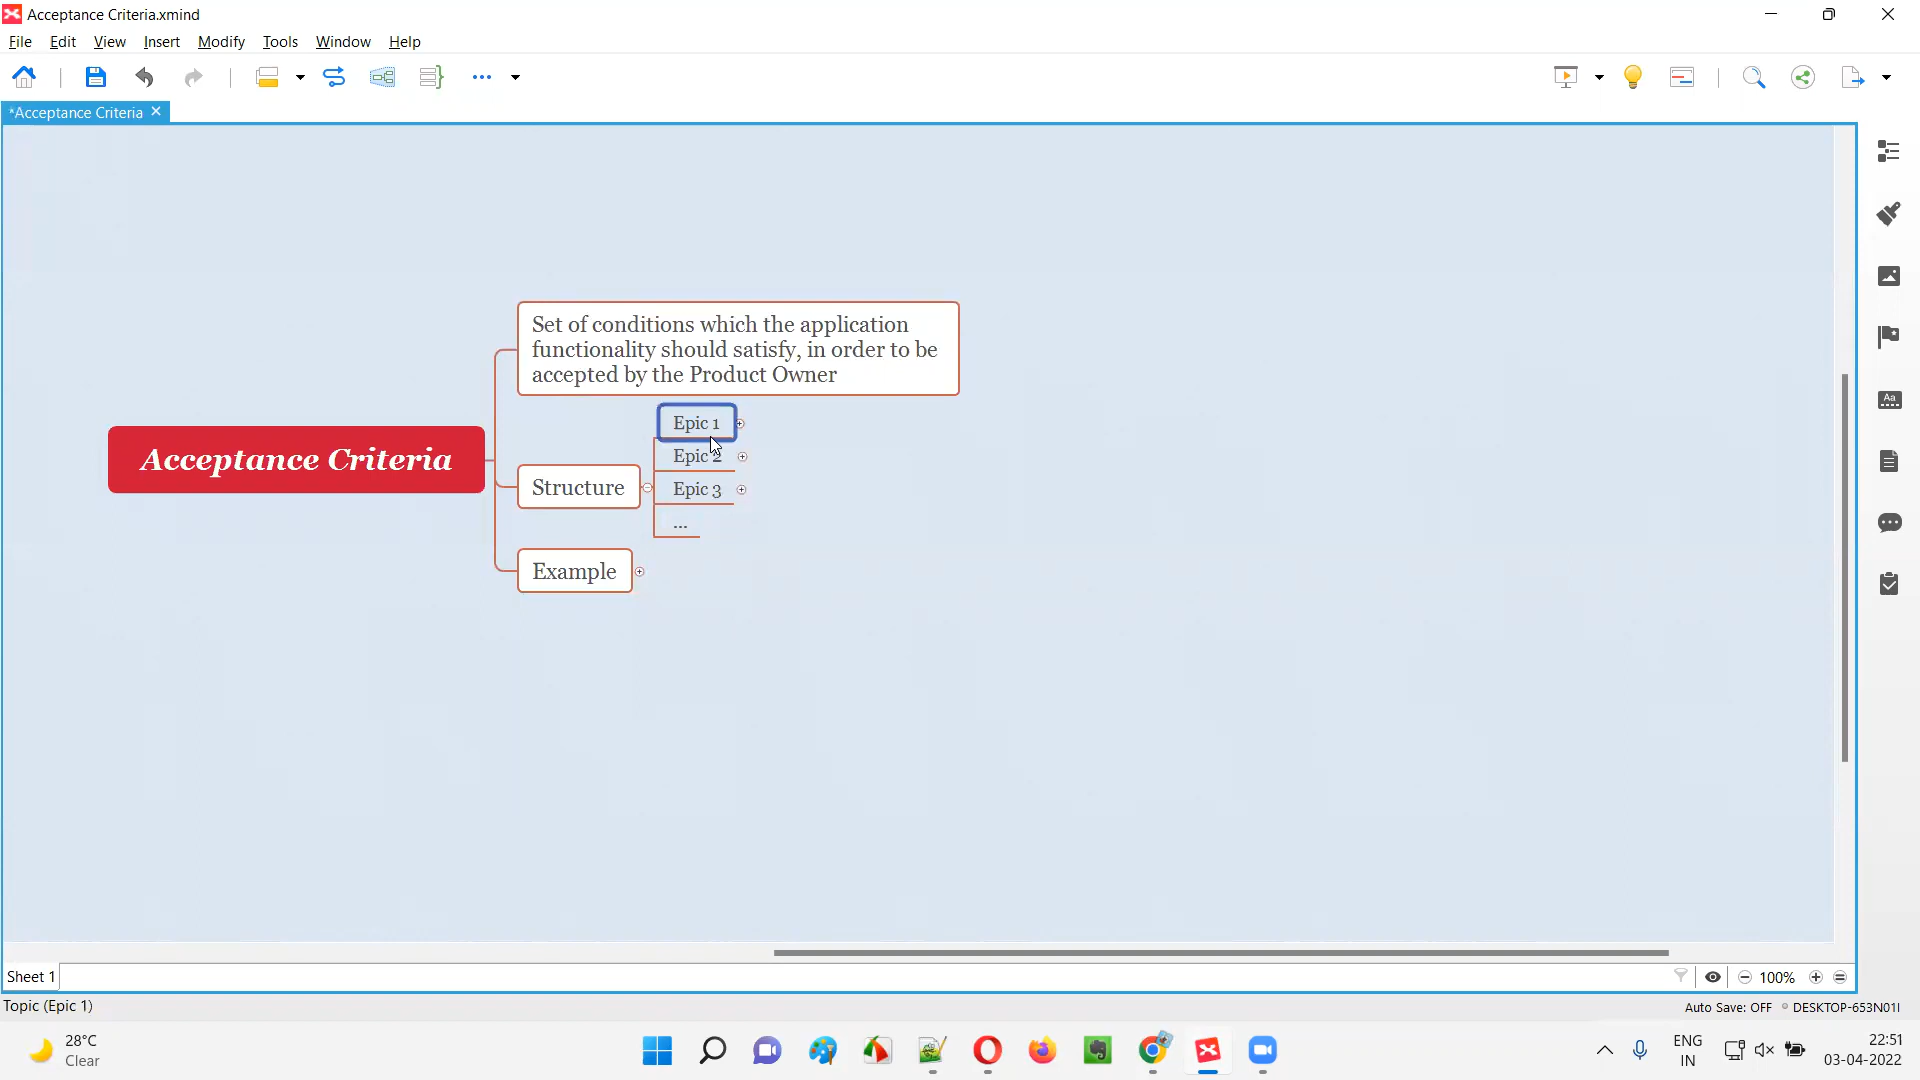 Acceptance Criteria.xmind
File Edit View Insert Modify Tools Window Help
*Acceptance Criteria
Set of conditions which the application
functionality should satisfy, in order to be
accepted by the Product Owner
Acceptance Criteria
Structure
Epic 1
Epic 2
Epic 3
...
Example
Aa
Sheet 1
100%
Topic (Epic 1)
Auto Save: OFF
DESKTOP-653N01I
28°C
Clear
ENG
IN
22:51
03-04-2022